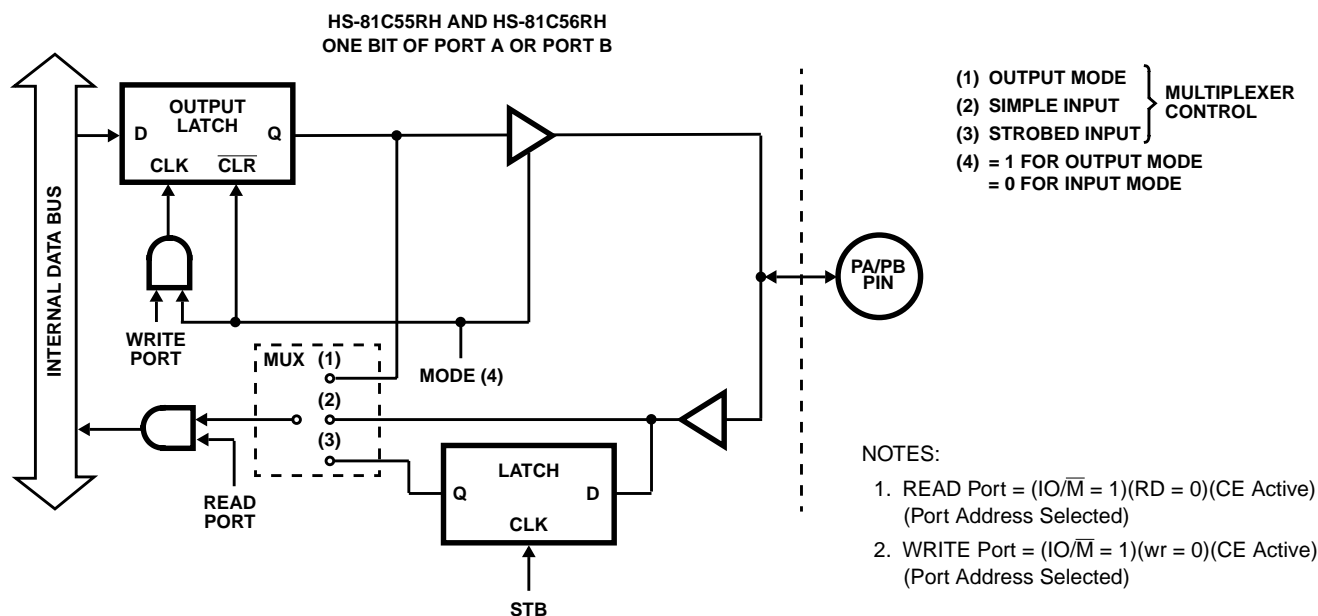 HS-81C55RH AND HS-81C56RH
ONE BIT OF PORT A OR PORT B
INTERNAL DATA BUS
OUTPUT
LATCH
D
Q
CLK
C̅L̅R̅
WRITE
PORT
MODE (4)
MUX
(1)
(2)
(3)
READ
PORT
LATCH
Q
D
CLK
STB
PA/PB
PIN
(1) OUTPUT MODE
(2) SIMPLE INPUT
(3) STROBED INPUT
MULTIPLEXER
CONTROL
(4) = 1 FOR OUTPUT MODE
= 0 FOR INPUT MODE
NOTES:
1. READ Port = (IO/M̅ = 1)(RD = 0)(CE Active)
(Port Address Selected)
2. WRITE Port = (IO/M̅ = 1)(wr = 0)(CE Active)
(Port Address Selected)